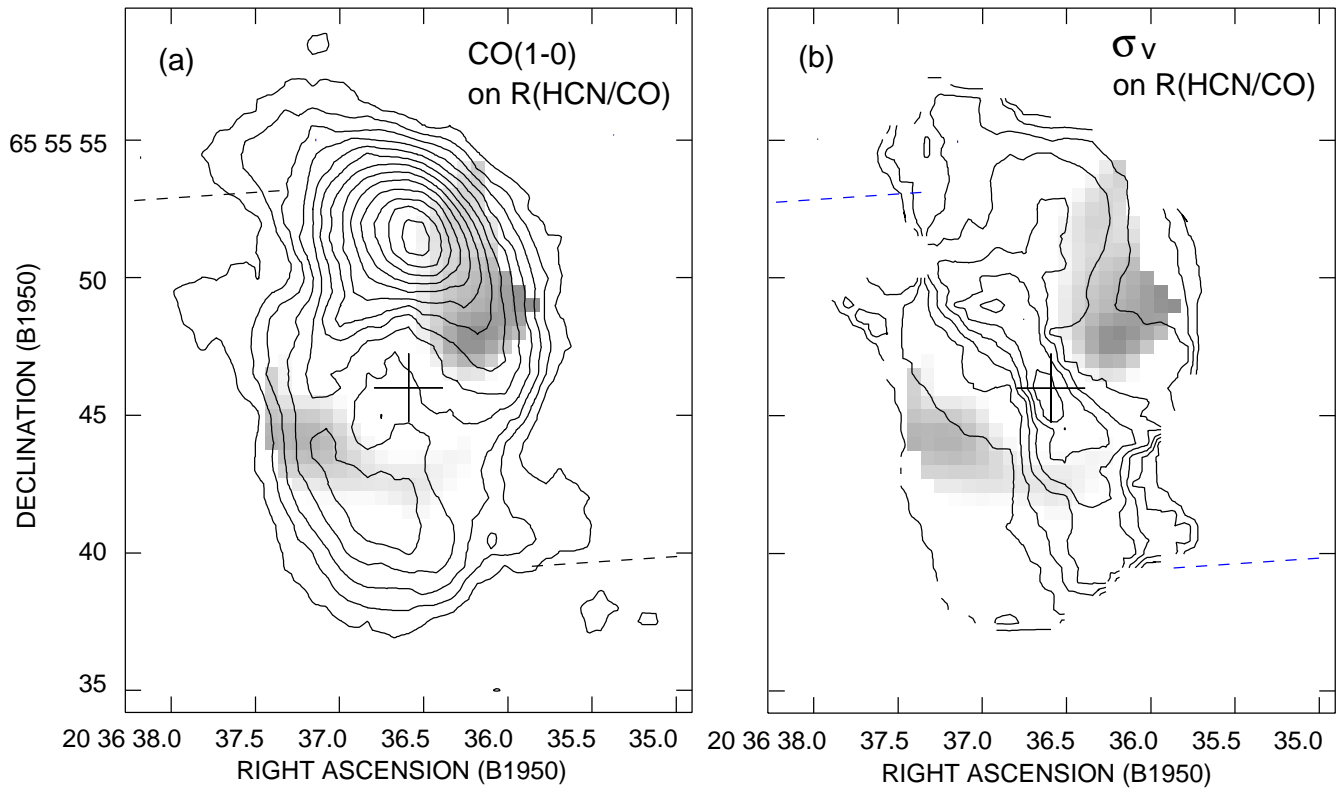 (a)
CO(1-0)
on R(HCN/CO)
65 55 55
50
45
40
35
DECLINATION (B1950)
20 36 38.0 37.5 37.0 36.5 36.0 35.5 35.0
RIGHT ASCENSION (B1950)
(b)
σ v
on R(HCN/CO)
20 36 38.0 37.5 37.0 36.5 36.0 35.5 35.0
RIGHT ASCENSION (B1950)